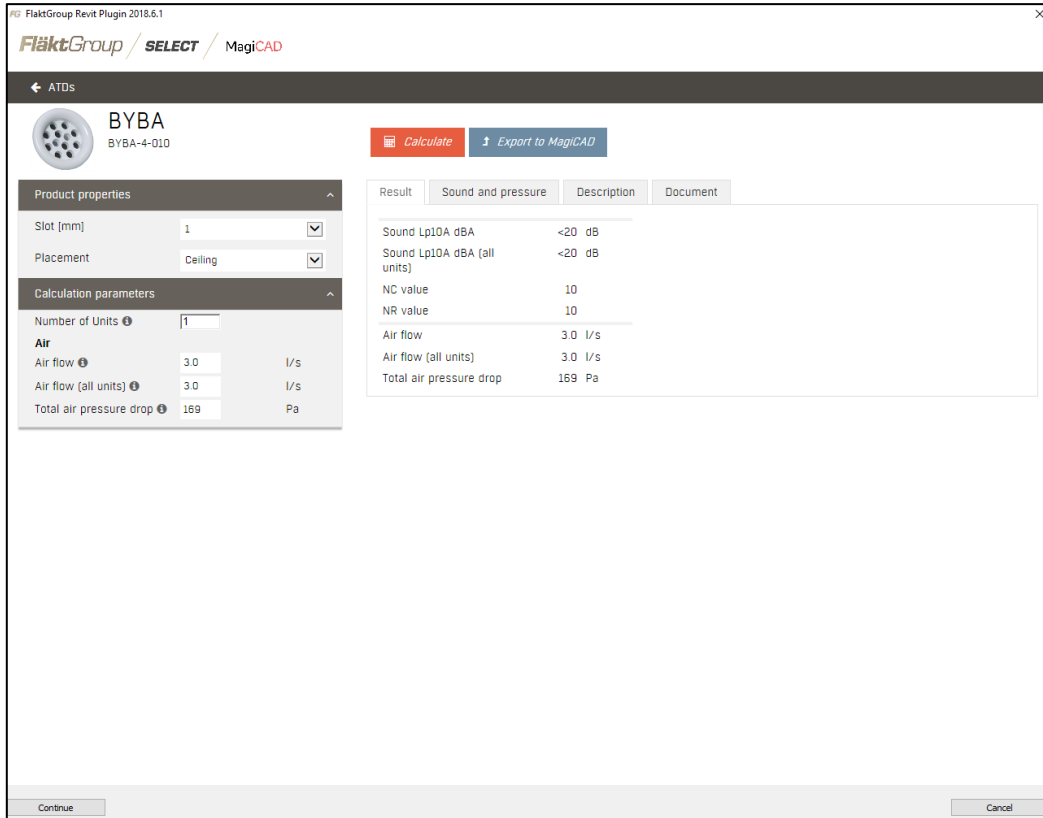 FG FlaktGroup Revit Plugin 2018.6.1
FläktGroup / SELECT / MagiCAD
ATDs
BYBA
BYBA-4-010
Calculate Export to MagiCAD
Product properties
Slot [mm] 1
Placement Ceiling
Calculation parameters
Number of Units 1
Air
Air flow 3.0 l/s
Air flow (all units) 3.0 l/s
Total air pressure drop 169 Pa
Result Sound and pressure Description Document
Sound Lp10A dBA <20 dB
Sound Lp10A dBA (all
units) <20 dB
NC value 10
NR value 10
Air flow 3.0 l/s
Air flow (all units) 3.0 l/s
Total air pressure drop 169 Pa
Continue Cancel